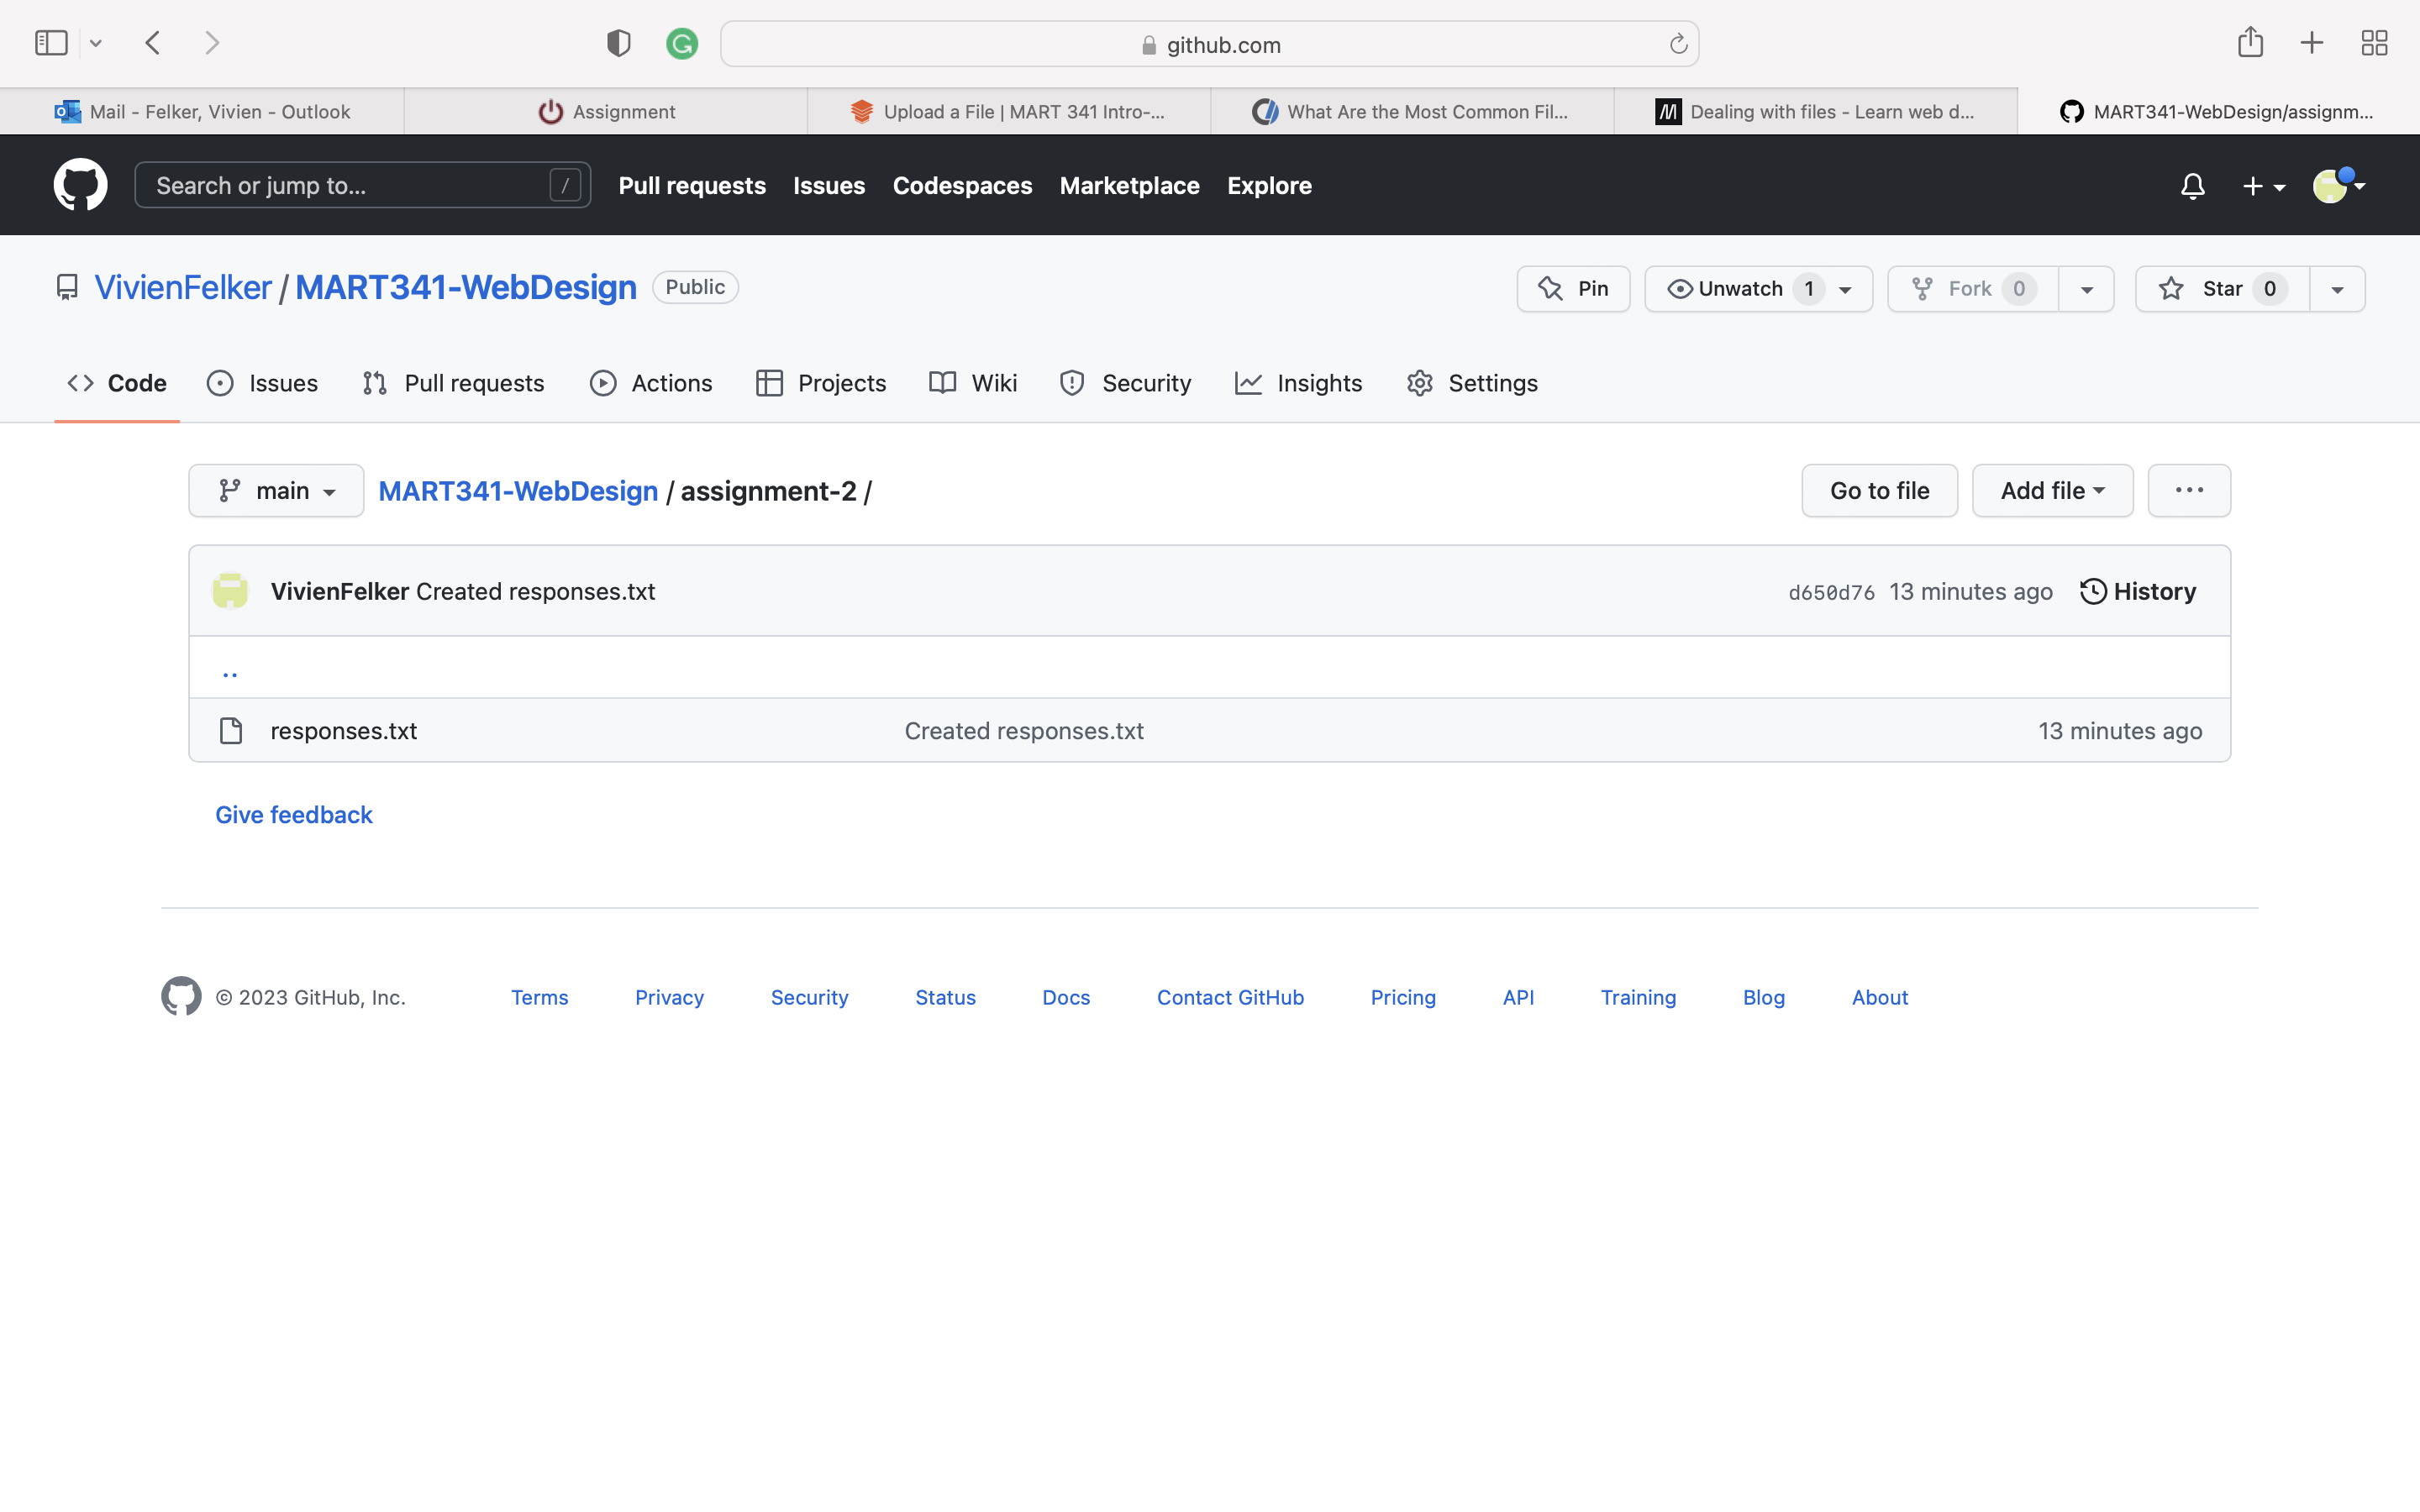 github.com
Mail - Felker, Vivien - Outlook
Assignment
Upload a File | MART 341 Intro-...
What Are the Most Common Fil...
Dealing with files - Learn web d...
MART341-WebDesign/assignm...
Search or jump to... /
Pull requests Issues Codespaces Marketplace Explore
VivienFelker / MART341-WebDesign Public
Pin Unwatch 1 Fork 0 Star 0
Code Issues Pull requests Actions Projects Wiki Security Insights Settings
main MART341-WebDesign / assignment-2 / Go to file Add file ...
VivienFelker Created responses.txt d650d76 13 minutes ago History
..
responses.txt Created responses.txt 13 minutes ago
Give feedback
© 2023 GitHub, Inc. Terms Privacy Security Status Docs Contact GitHub Pricing API Training Blog About